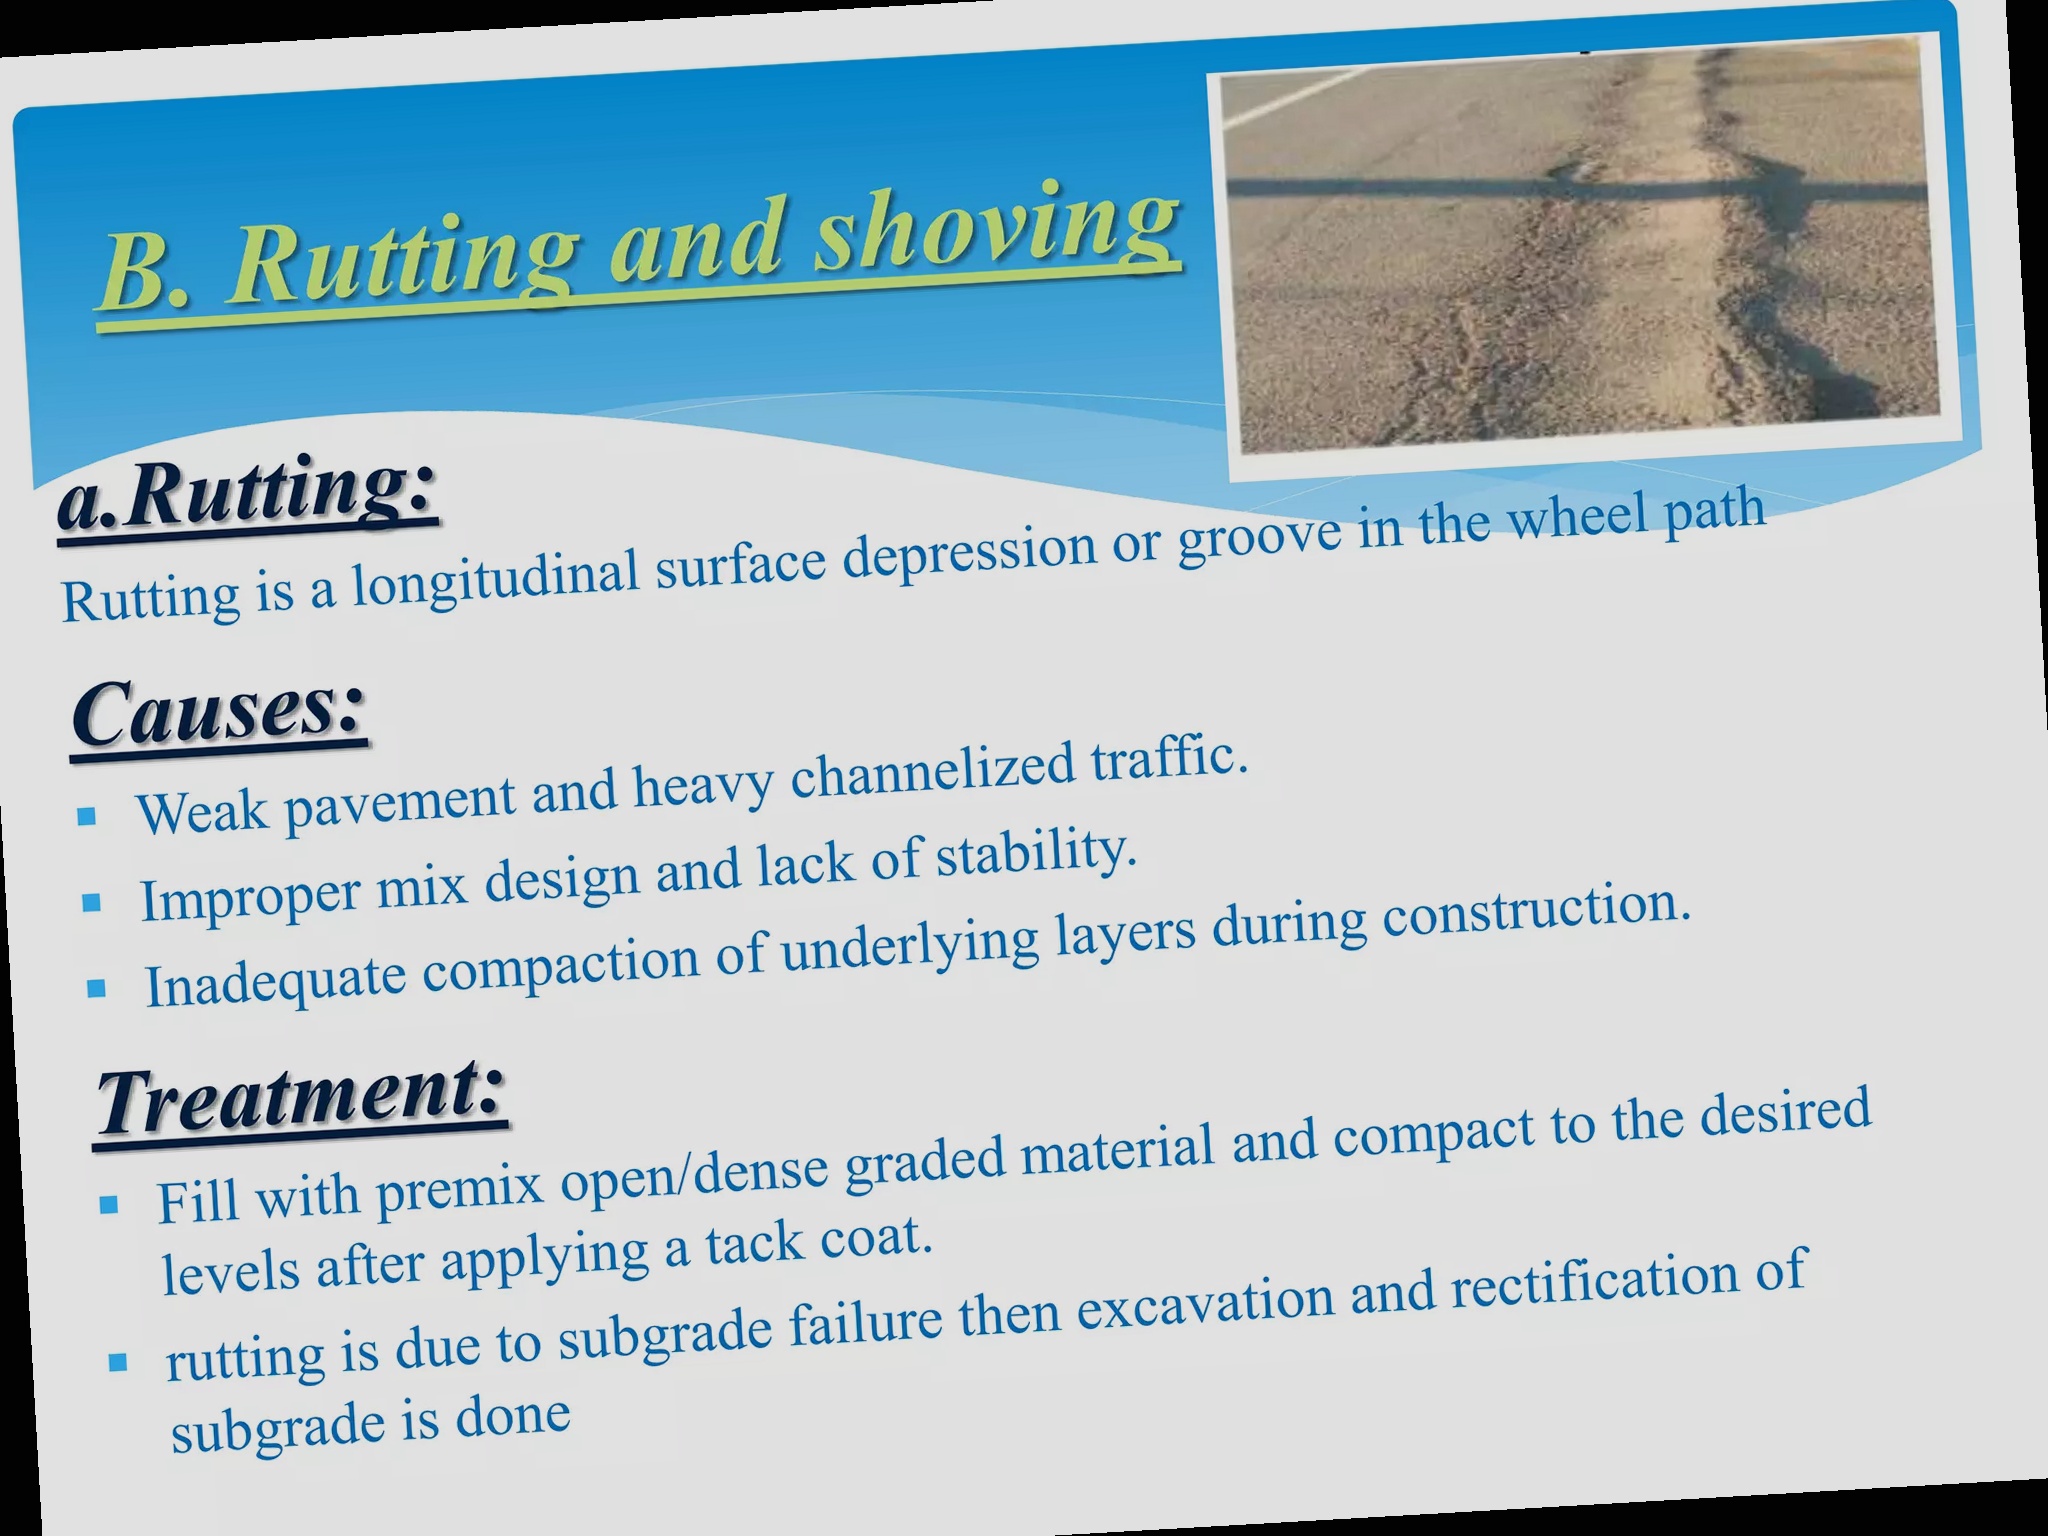 B. Rutting and shoving
a.Rutting:
Rutting is a longitudinal surface depression or groove in the wheel path
Causes:
Weak pavement and heavy channelized traffic.
Improper mix design and lack of stability.
Inadequate compaction of underlying layers during construction.
Treatment:
Fill with premix open/dense graded material and compact to the desired
levels after applying a tack coat.
rutting is due to subgrade failure then excavation and rectification of
subgrade is done